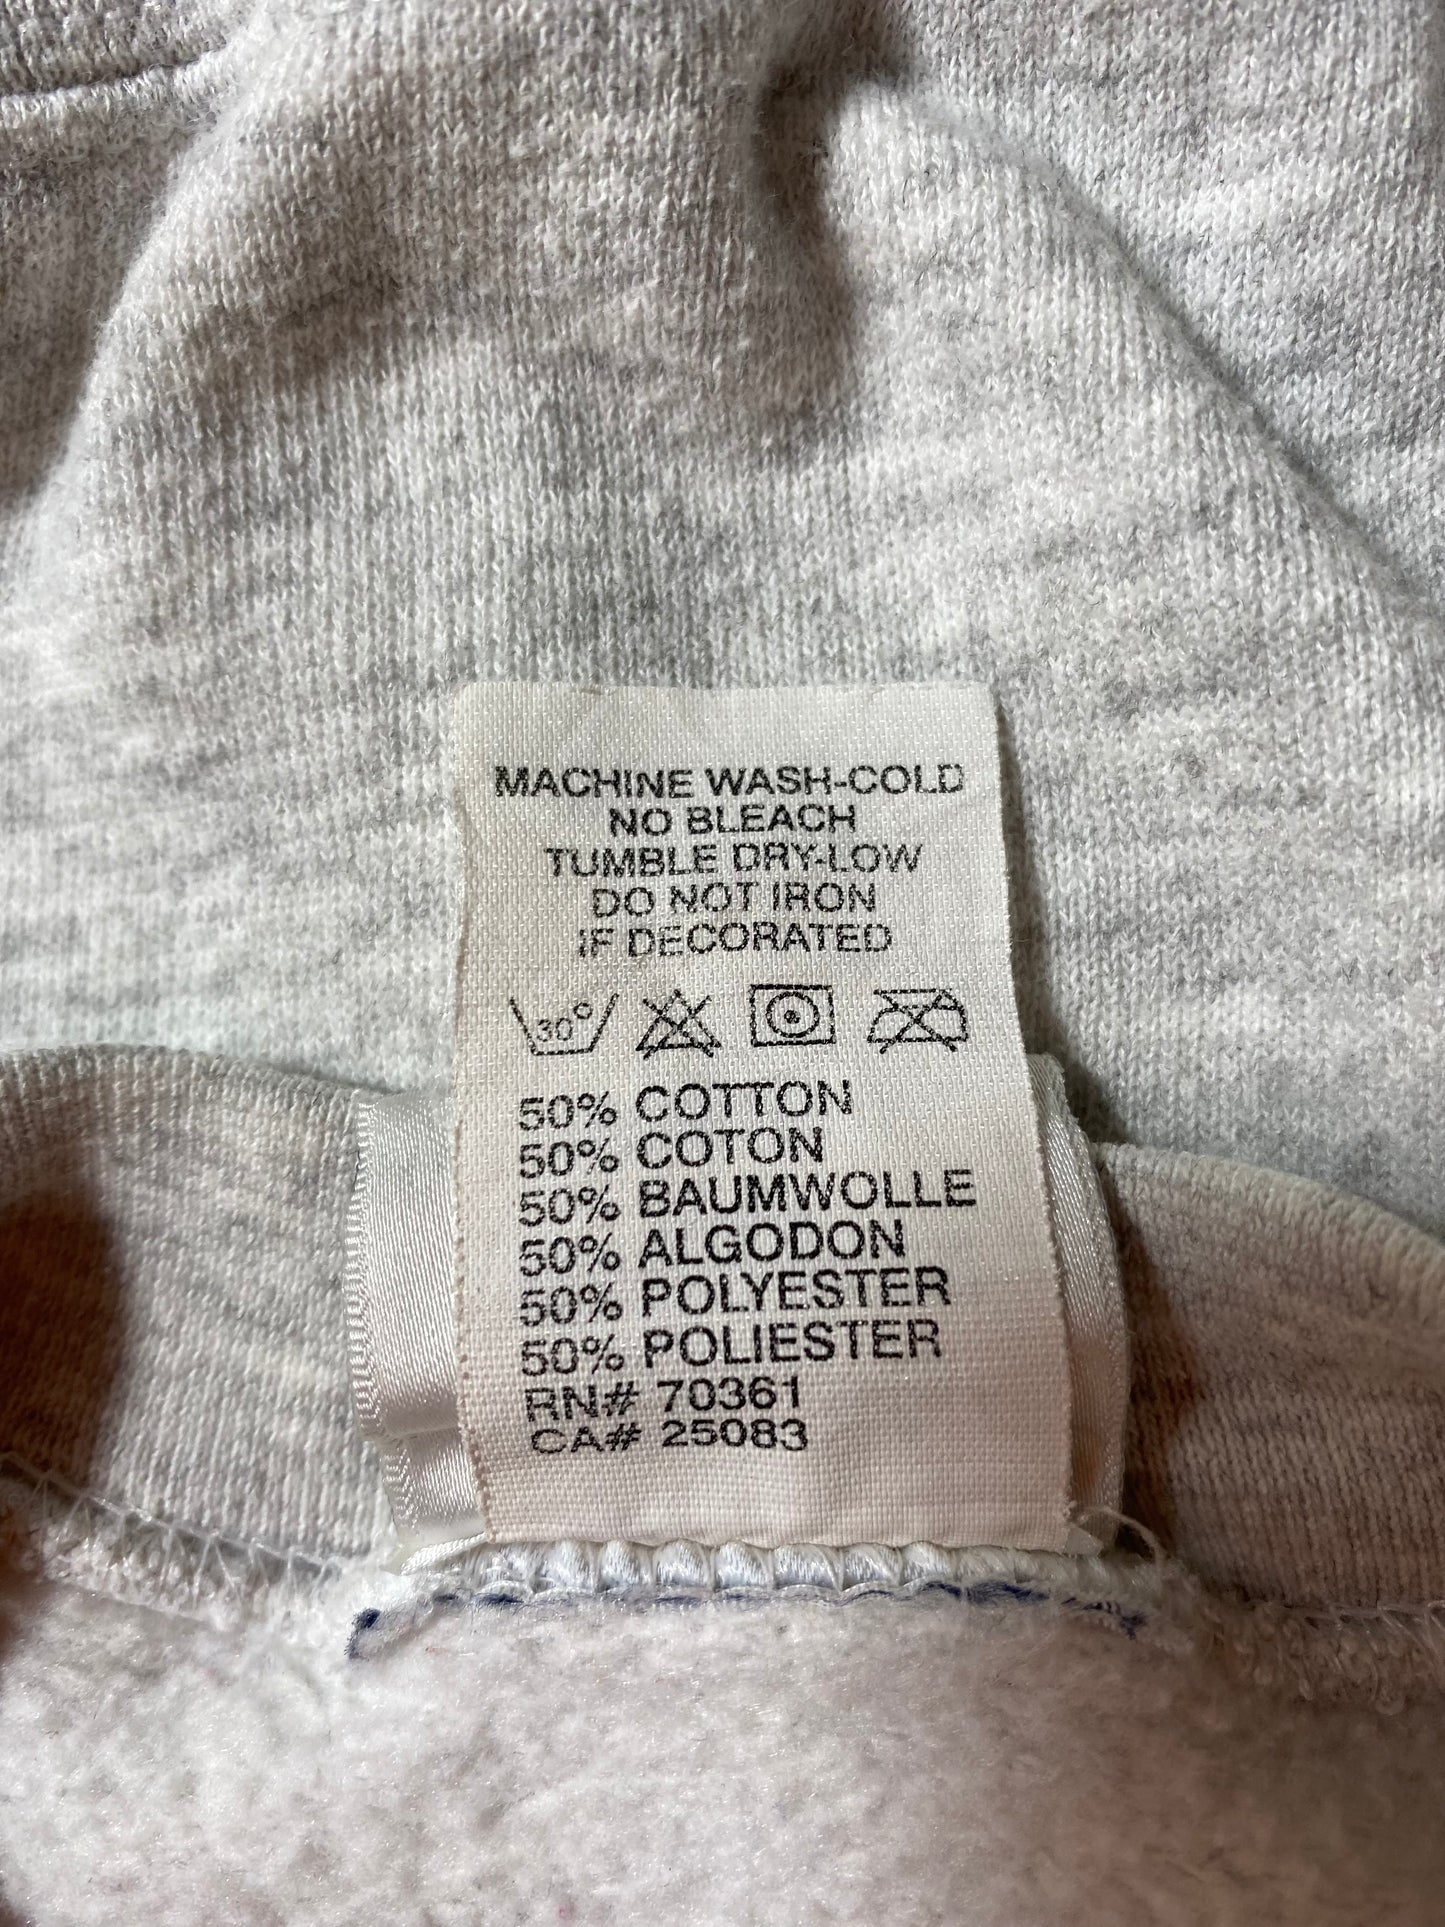 MACHINE WASH-COLD
NO BLEACH
TUMBLE DRY-LOW
DO NOT IRON
IF DECORATED
30°
50% COTTON
50% COTON
50% BAUMWOLLE
50% ALGODON
50% POLYESTER
50% POLIESTER
RN# 70361
CA# 25083